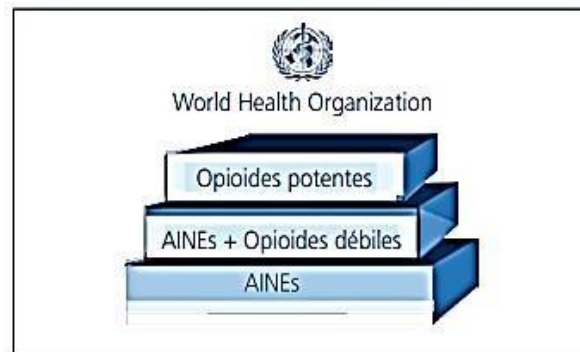 World Health Organization
Opioides potentes
AINEs + Opioides débiles
AINEs